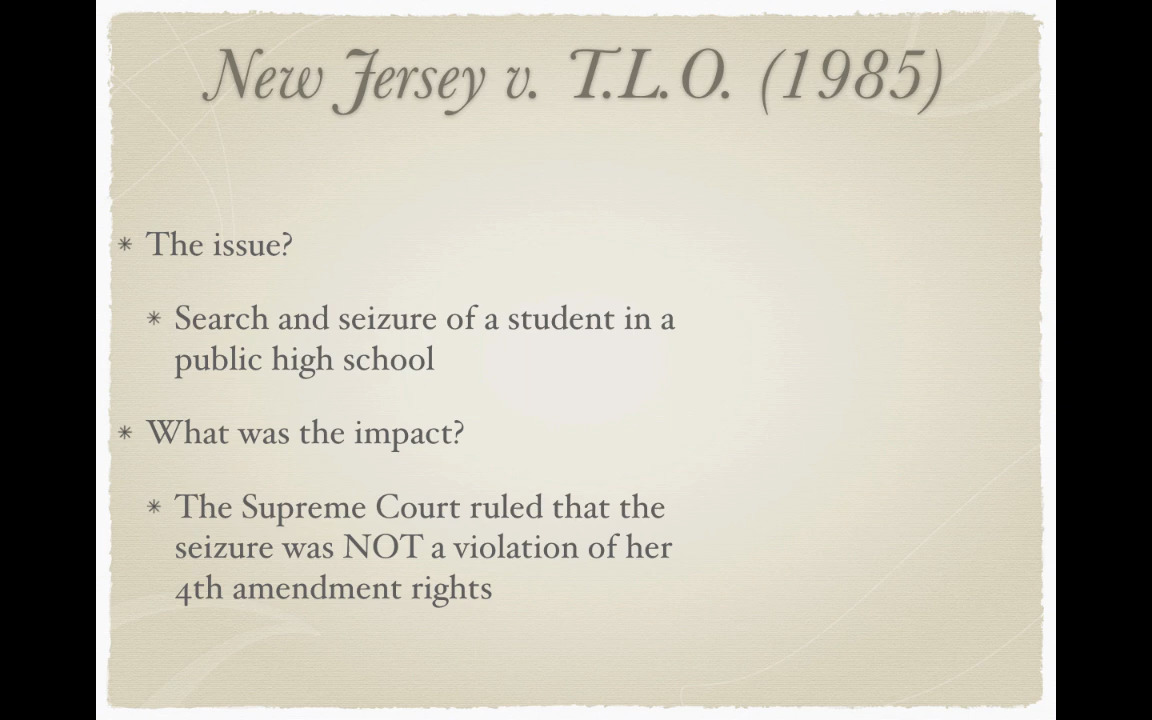 New Jersey v. T.L.O. (1985)
The issue?
Search and seizure of a student in a
public high school
What was the impact?
The Supreme Court ruled that the
seizure was NOT a violation of her
4th amendment rights